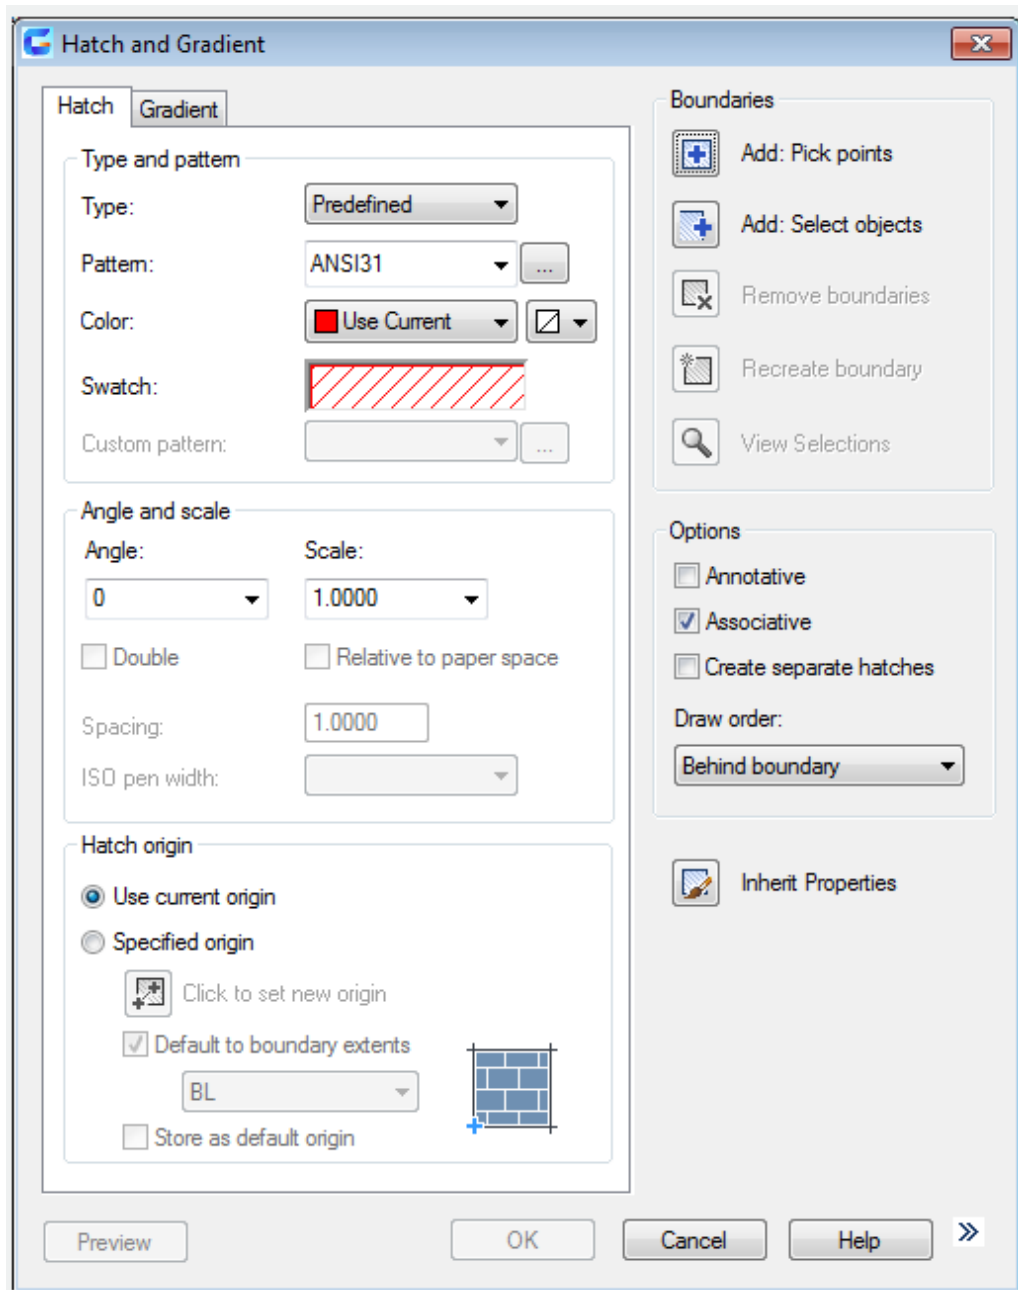 Hatch and Gradient
Hatch
Gradient
Type and pattern
Type:
Predefined
Pattern:
ANSI31
...
Color:
Use Current
Swatch:
Custom pattern:
...
Angle and scale
Angle:
Scale:
0
1.0000
Double
Relative to paper space
Spacing:
1.0000
ISO pen width:
Hatch origin
Use current origin
Specified origin
Click to set new origin
Default to boundary extents
BL
Store as default origin
Boundaries
Add: Pick points
Add: Select objects
Remove boundaries
Recreate boundary
View Selections
Options
Annotative
Associative
Create separate hatches
Draw order:
Behind boundary
Inherit Properties
Preview
OK
Cancel
Help